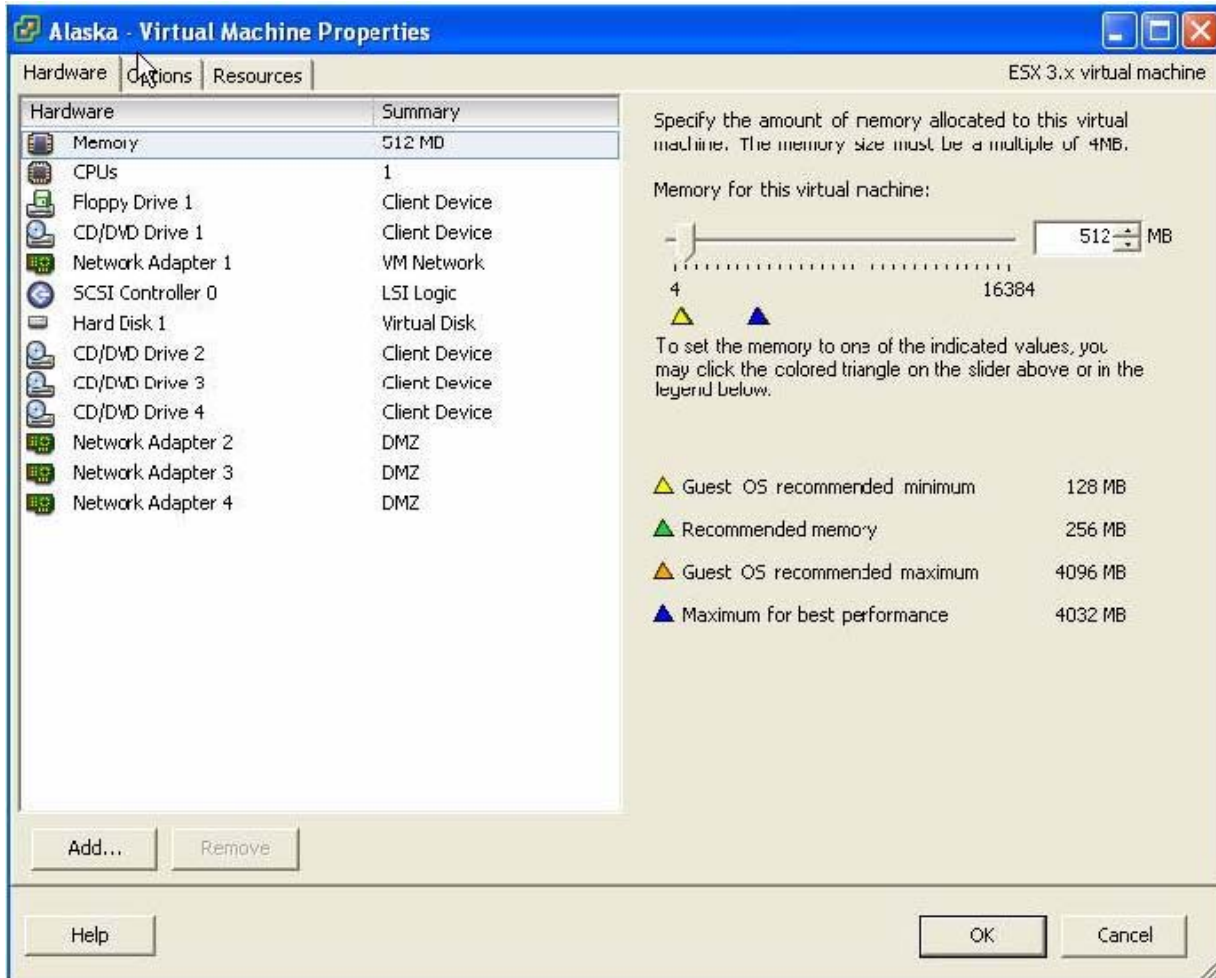 Alaska - Virtual Machine Properties
Hardware Options Resources ESX 3.x virtual machine
Hardware Summary
Memory 512 MB
CPUs 1
Floppy Drive 1 Client Device
CD/DVD Drive 1 Client Device
Network Adapter 1 VM Network
SCSI Controller 0 LSI Logic
Hard Disk 1 Virtual Disk
CD/DVD Drive 2 Client Device
CD/DVD Drive 3 Client Device
CD/DVD Drive 4 Client Device
Network Adapter 2 DMZ
Network Adapter 3 DMZ
Network Adapter 4 DMZ
Add... Remove
Specify the amount of memory allocated to this virtual
machine. The memory size must be a multiple of 4MB.
Memory for this virtual machine:
512 MB
4 16384
To set the memory to one of the indicated values, you
may click the colored triangle on the slider above or in the
legend below.
Guest OS recommended minimum 128 MB
Recommended memory 256 MB
Guest OS recommended maximum 4096 MB
Maximum for best performance 4032 MB
Help OK Cancel